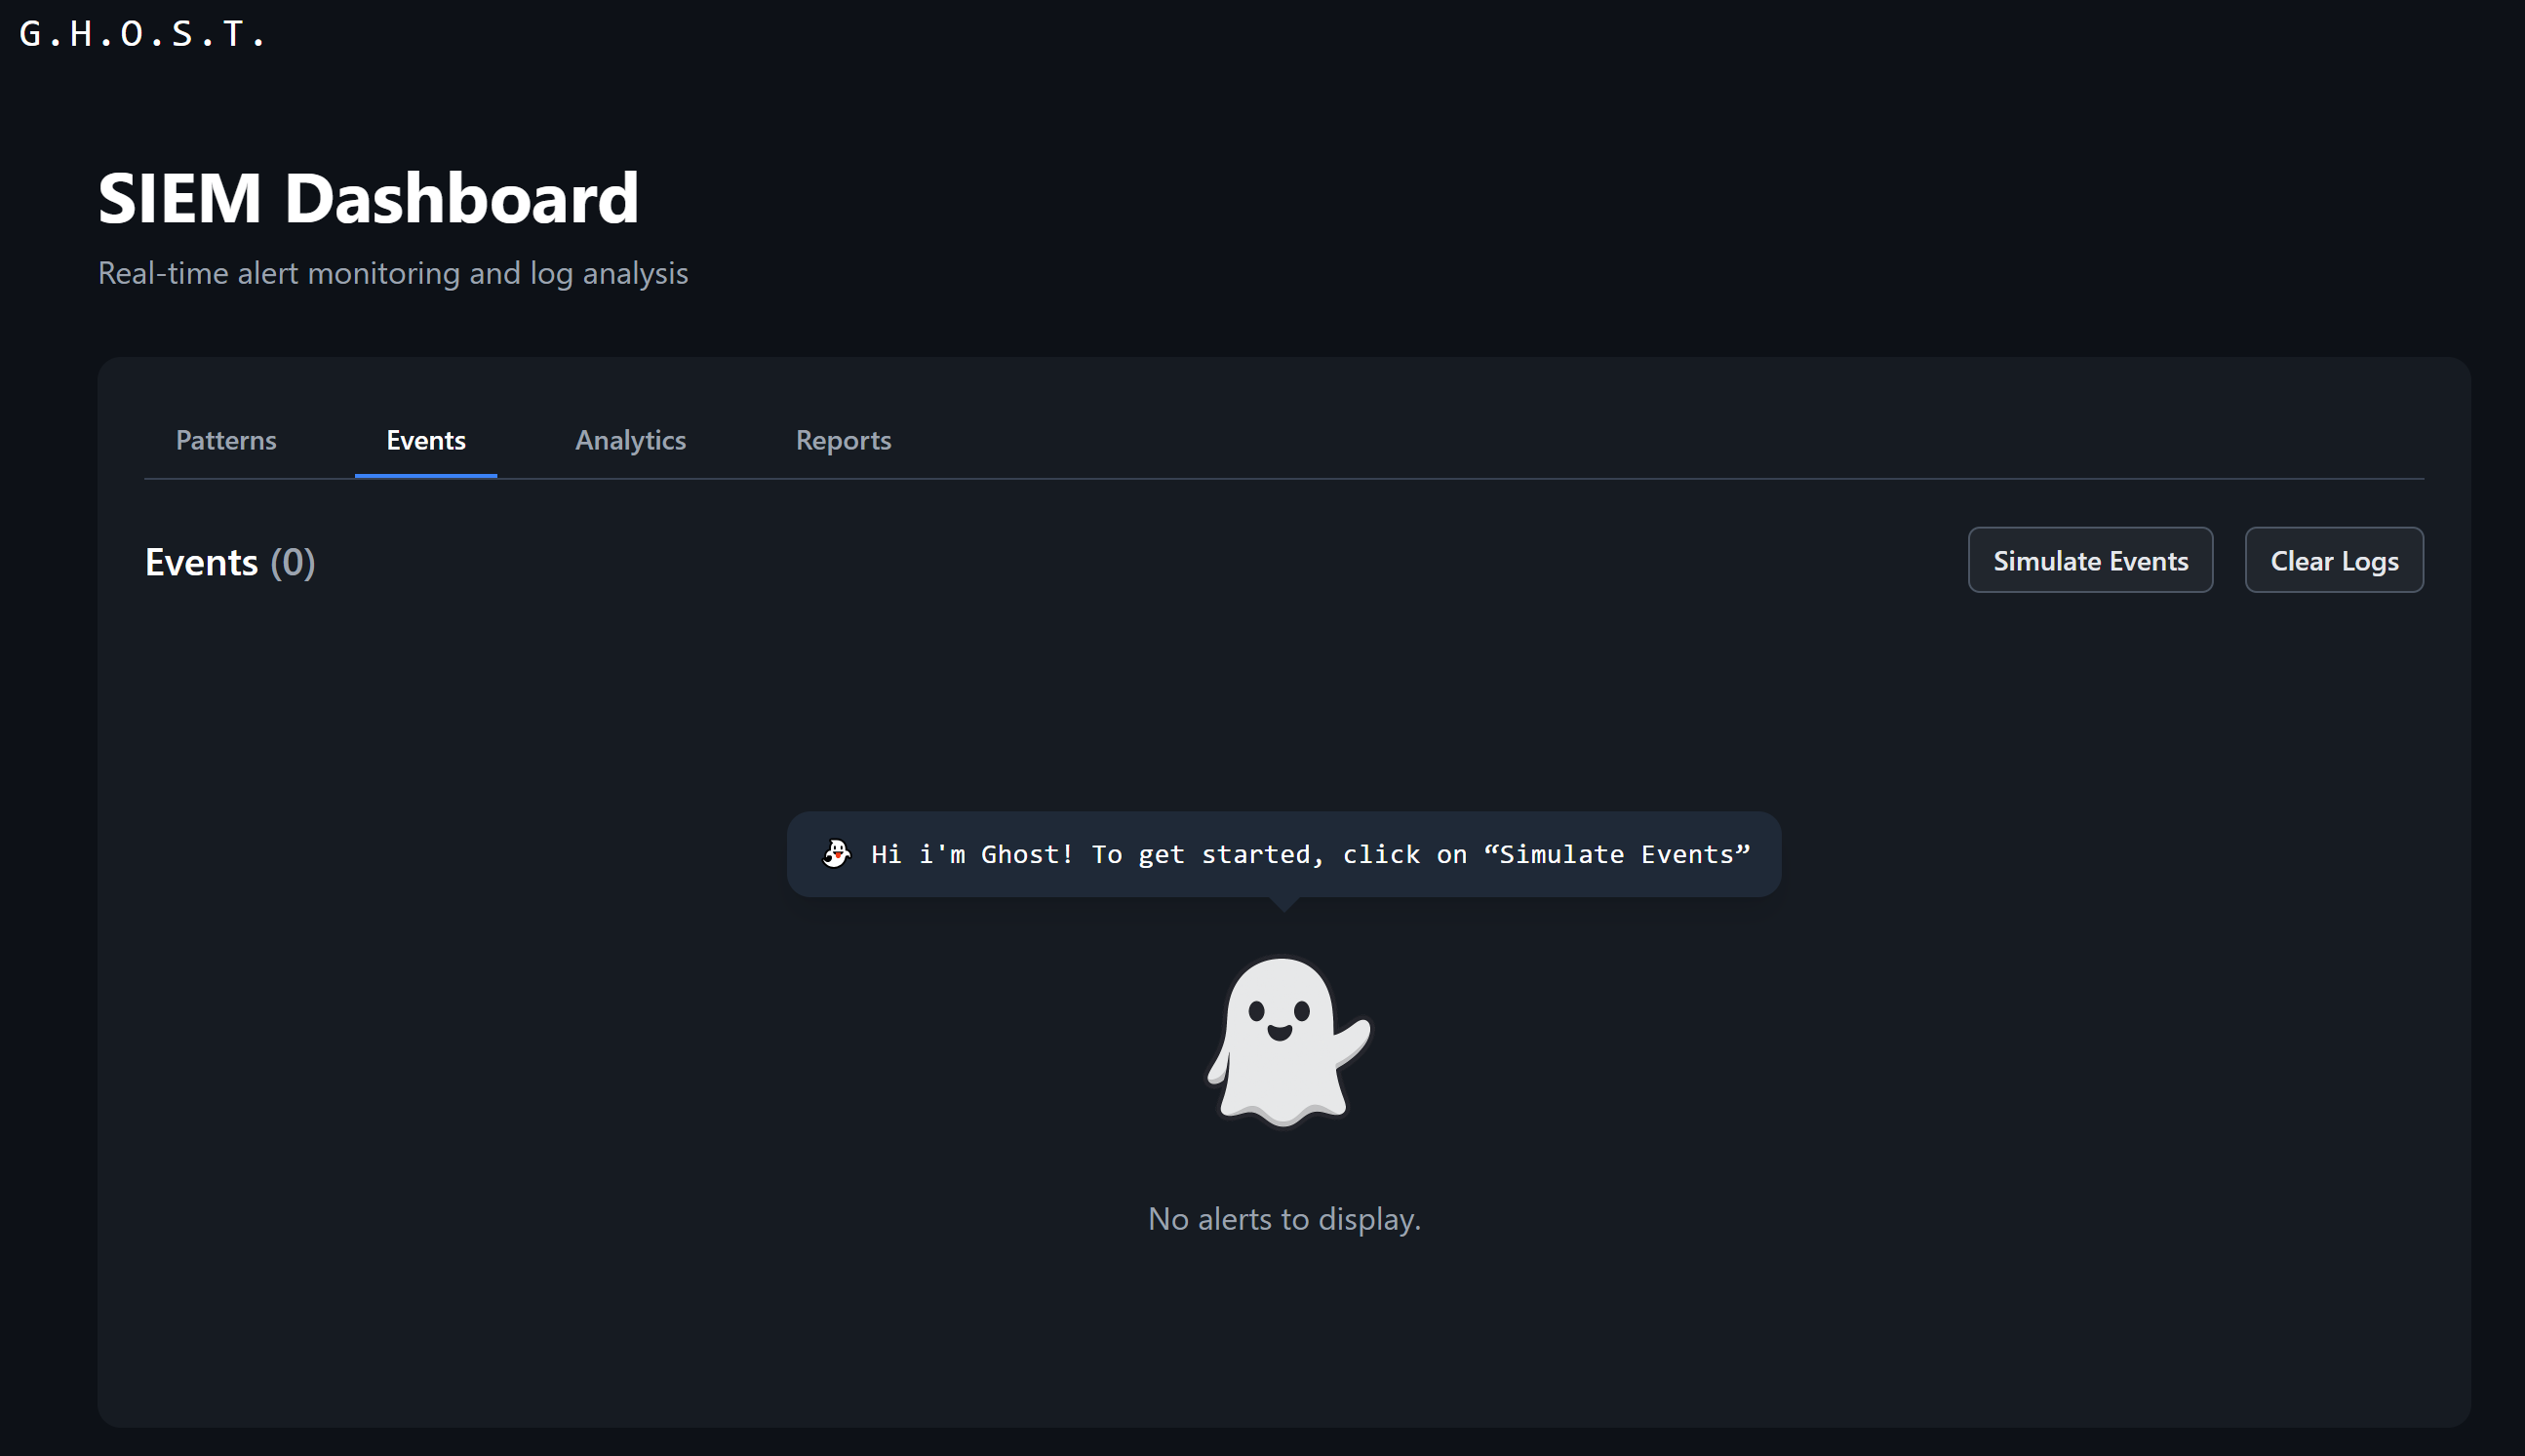 G.H.O.S.T.
SIEM Dashboard
Real-time alert monitoring and log analysis
Patterns Events Analytics Reports
Events (0) Simulate Events Clear Logs
👻 Hi i'm Ghost! To get started, click on “Simulate Events”
No alerts to display.